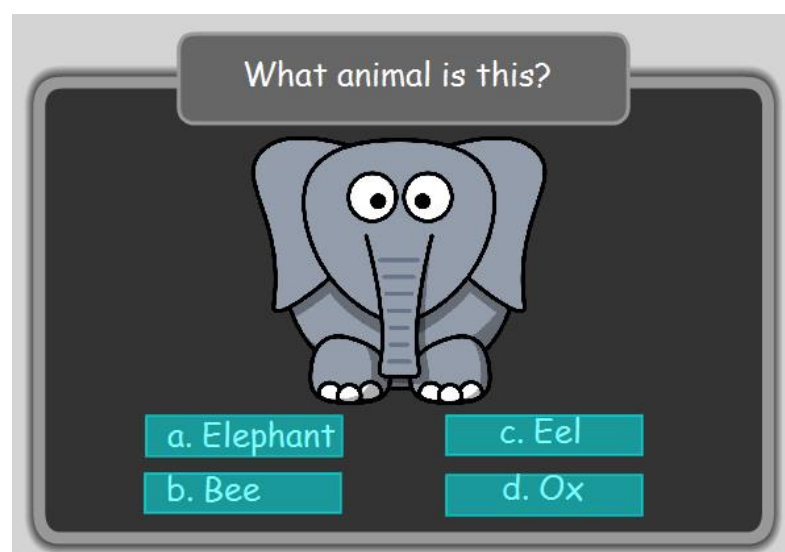 What animal is this?
a. Elephant
b. Bee
c. Eel
d. Ox